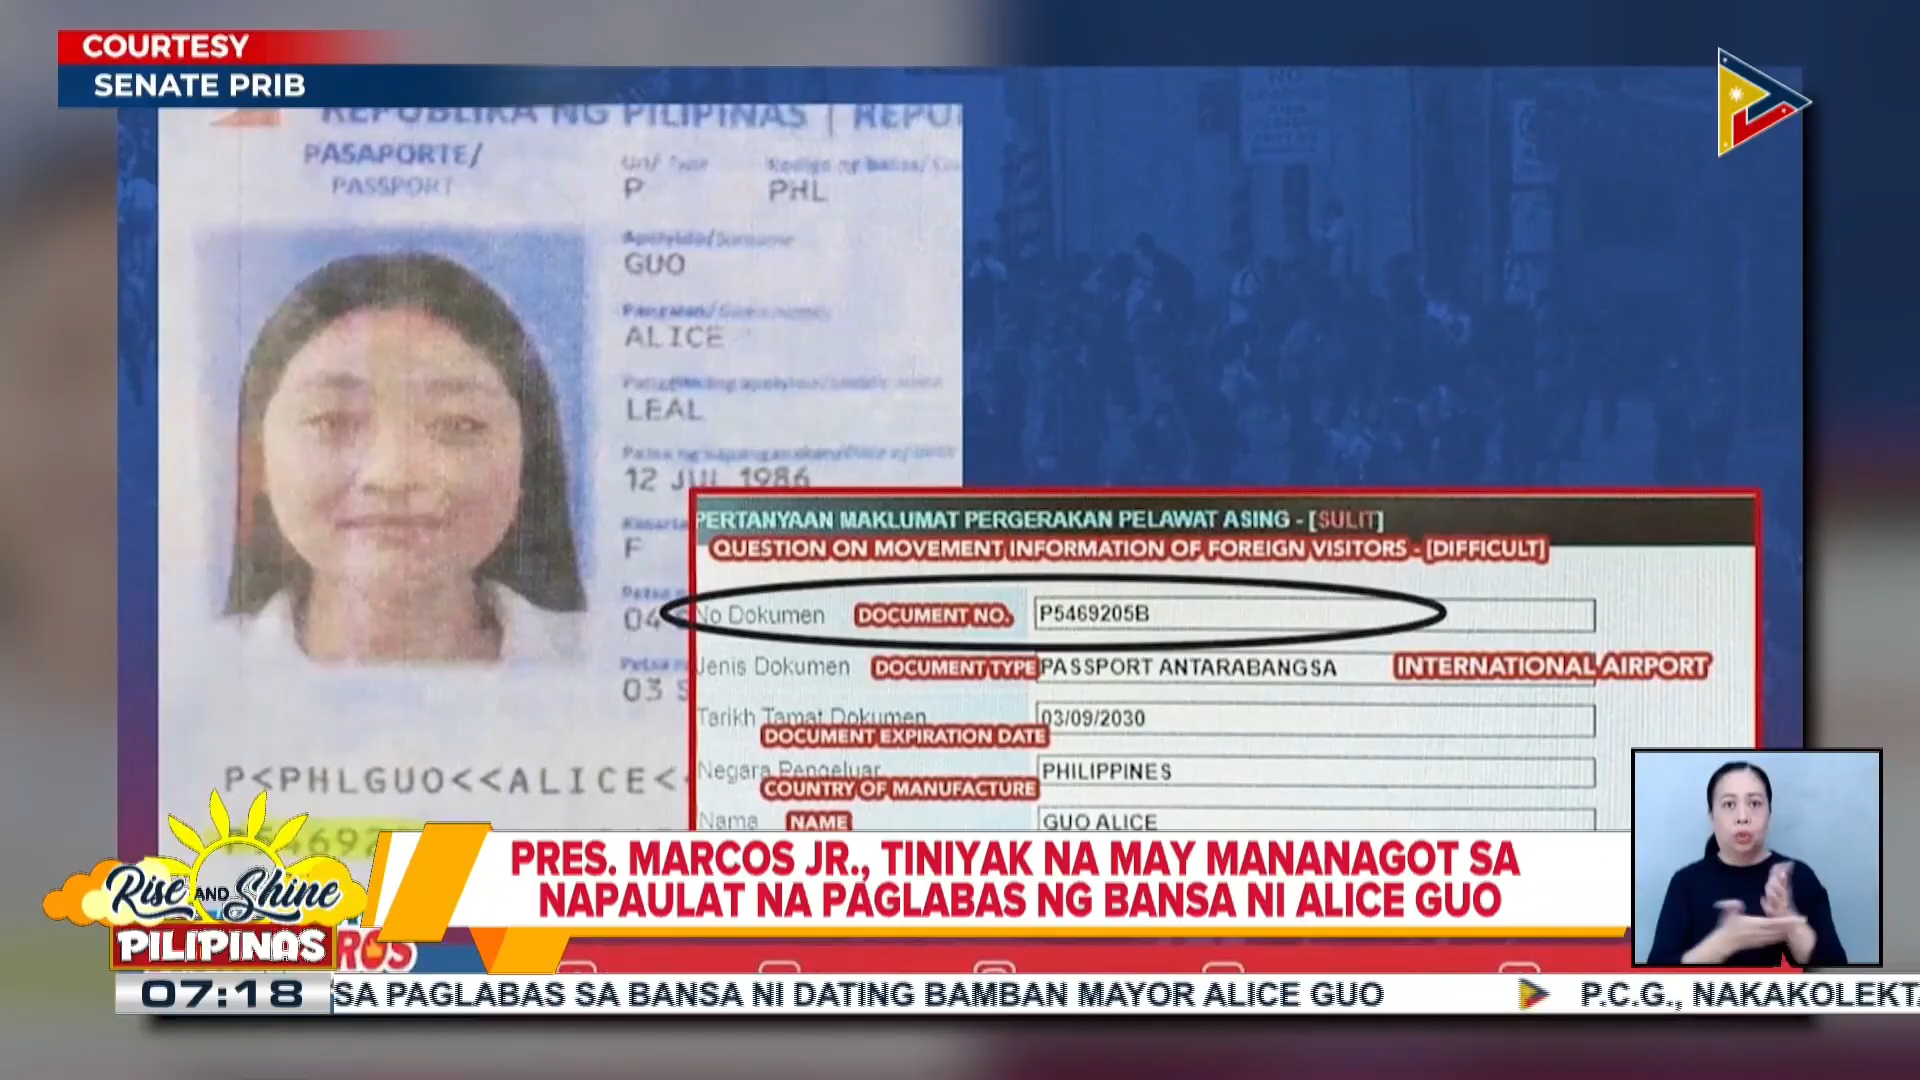 COURTESY
SENATE PRIB
REPUBLIKA NG PILIPINAS | REPU
PASAPORTE/
PASSPORT
P
PHL
Apelyido/Surname
GUO
ALICE
LEAL
12 JUL 1986
F
04
03 S
P<PHLGUO<<ALICE<
PERTANYAAN MAKLUMAT PERGERAKAN PELAWAT ASING - [SULIT]
QUESTION ON MOVEMENT INFORMATION OF FOREIGN VISITORS - [DIFFICULT]
No Dokumen DOCUMENT NO. P5469205B
Jenis Dokumen DOCUMENT TYPE PASSPORT ANTARABANGSA INTERNATIONAL AIRPORT
Tarikh Tamat Dokumen 03/09/2030
DOCUMENT EXPIRATION DATE
Negara Pengeluar PHILIPPINES
COUNTRY OF MANUFACTURE
Nama NAME GUO ALICE
PRES. MARCOS JR., TINIYAK NA MAY MANANAGOT SA
NAPAULAT NA PAGLABAS NG BANSA NI ALICE GUO
Rise AND Shine
PILIPINAS
07:18
SA PAGLABAS SA BANSA NI DATING BAMBAN MAYOR ALICE GUO
P.C.G., NAKAKOLEKTA